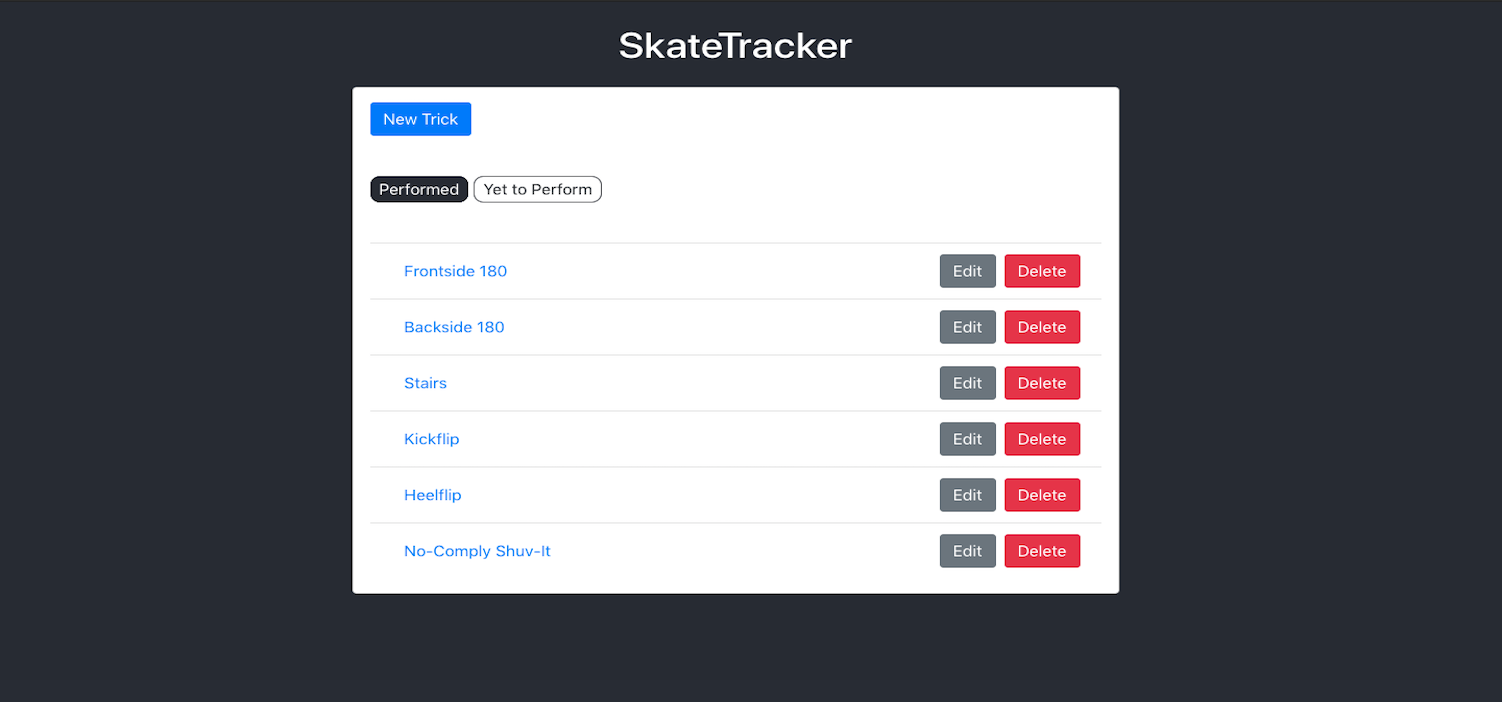 SkateTracker
New Trick
Performed Yet to Perform
Frontside 180 Edit Delete
Backside 180 Edit Delete
Stairs Edit Delete
Kickflip Edit Delete
Heelflip Edit Delete
No-Comply Shuv-It Edit Delete